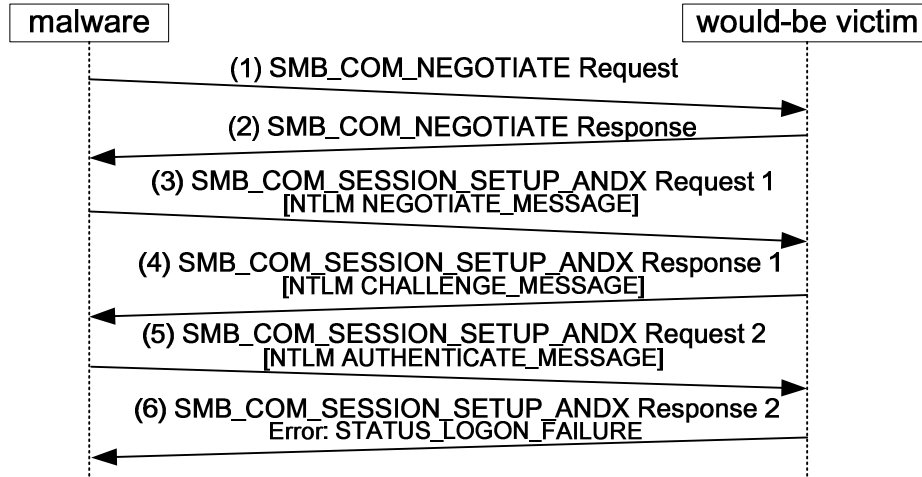 malware
would-be victim
(1) SMB_COM_NEGOTIATE Request
(2) SMB_COM_NEGOTIATE Response
(3) SMB_COM_SESSION_SETUP_ANDX Request 1
[NTLM NEGOTIATE_MESSAGE]
(4) SMB_COM_SESSION_SETUP_ANDX Response 1
[NTLM CHALLENGE_MESSAGE]
(5) SMB_COM_SESSION_SETUP_ANDX Request 2
[NTLM AUTHENTICATE_MESSAGE]
(6) SMB_COM_SESSION_SETUP_ANDX Response 2
Error: STATUS_LOGON_FAILURE